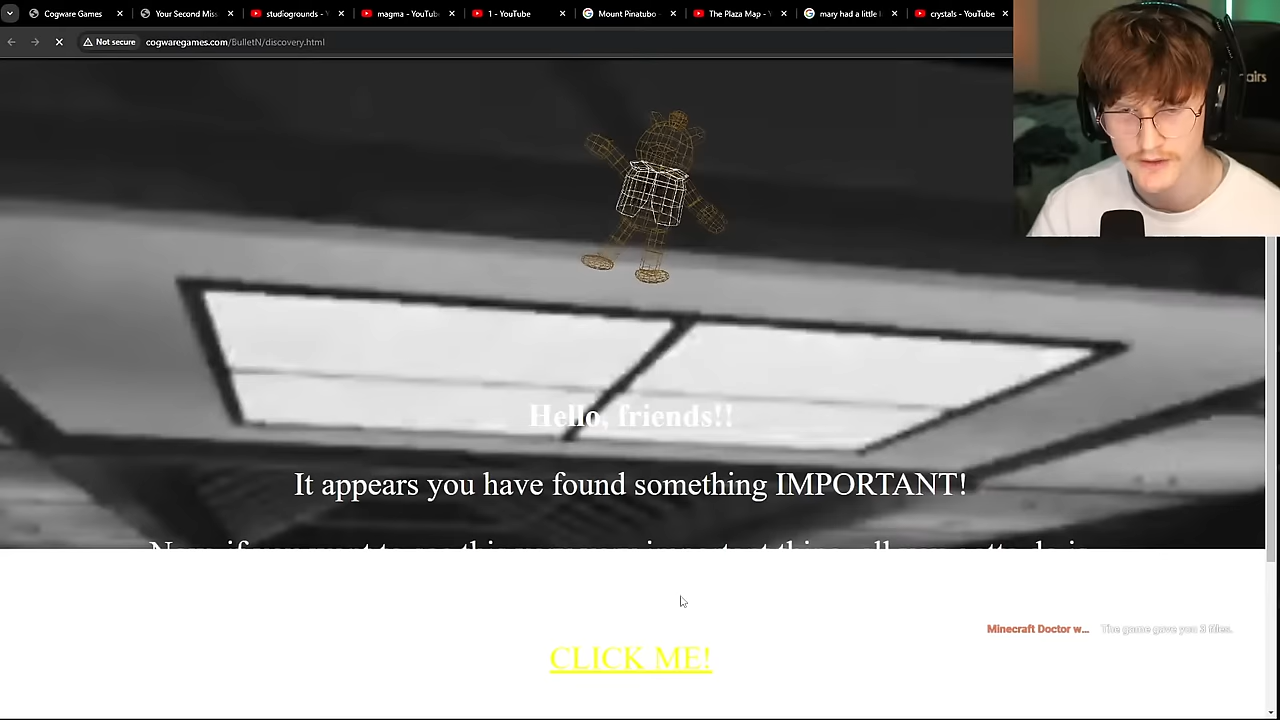 Cogware Games
Your Second Mis
studiogrounds -
magma - YouTube
1 - YouTube
Mount Pinatubo -
The Plaza Map -
mary had a little
crystals - YouTube
Not secure
cogwaregames.com/BulletN/discovery.html
airs
Hello, friends!!
It appears you have found something IMPORTANT!
CLICK ME!
Minecraft Doctor w... The game gave you 3 files.